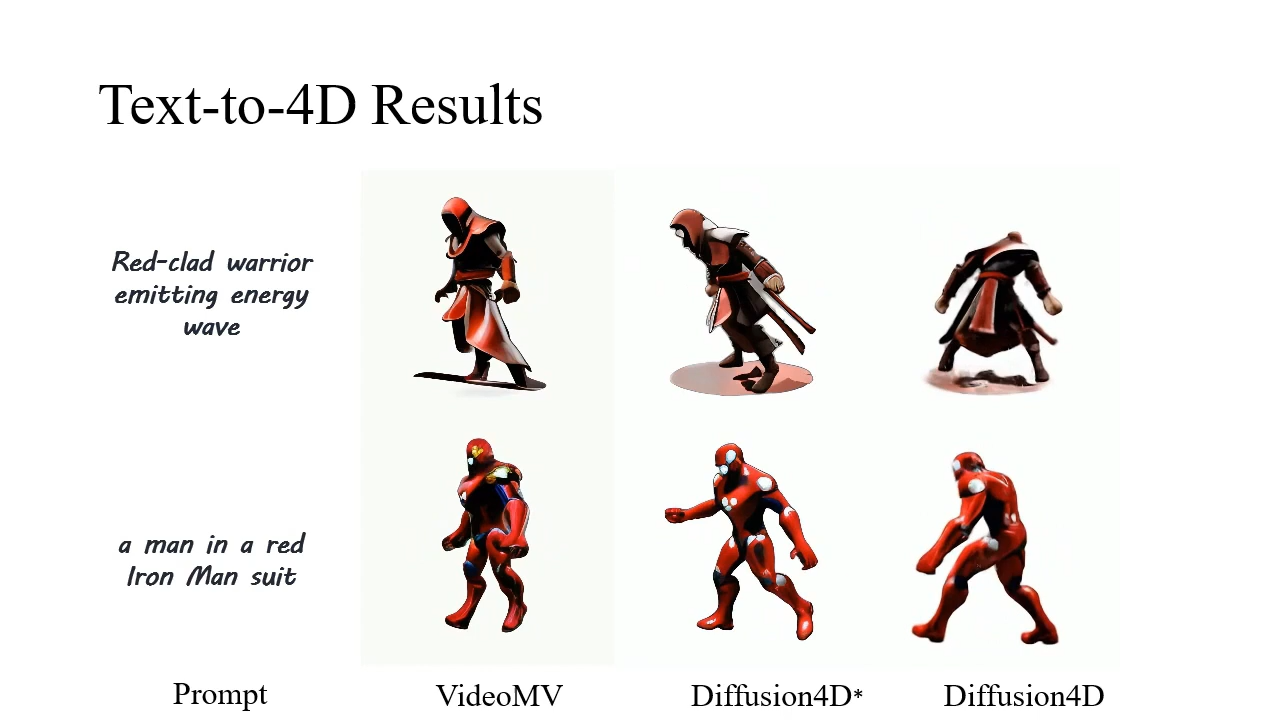 Text-to-4D Results
Red-clad warrior
emitting energy
wave
a man in a red
Iron Man suit
Prompt
VideoMV
Diffusion4D*
Diffusion4D